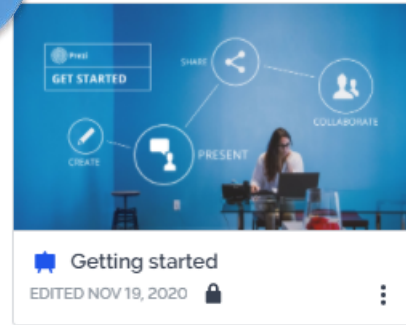 Prezi
GET STARTED
SHARE
COLLABORATE
CREATE
PRESENT
Getting started
EDITED NOV 19, 2020